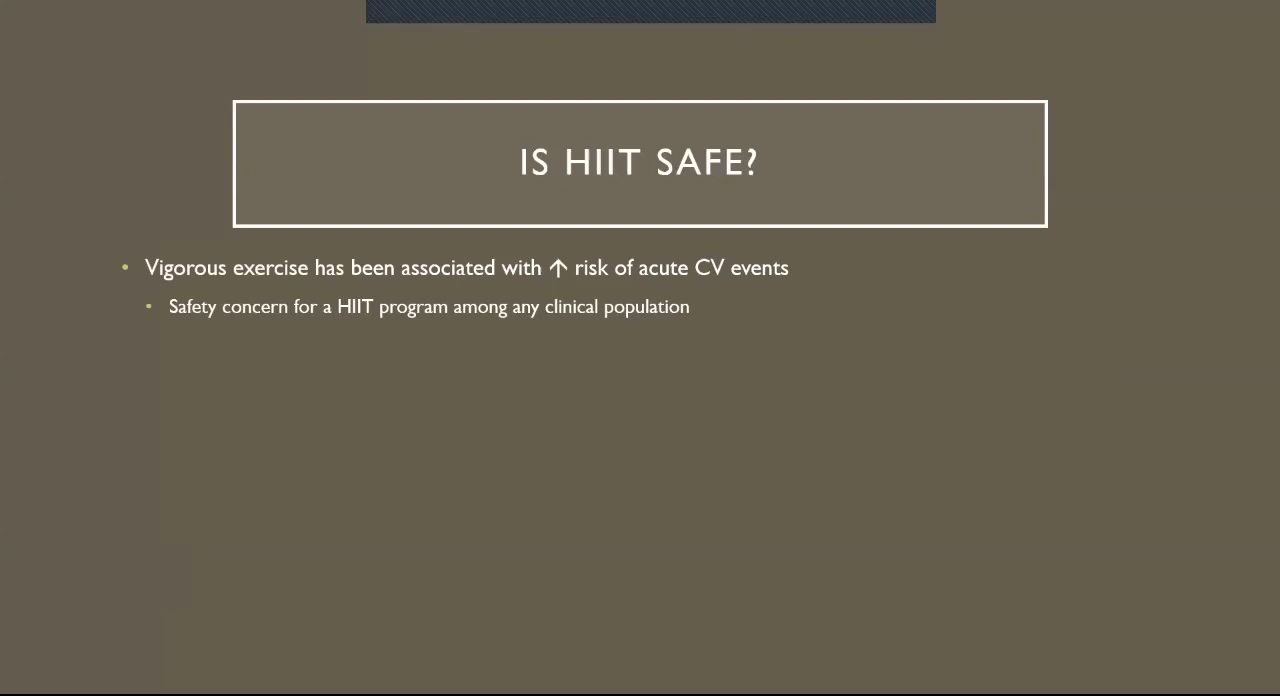 IS HIIT SAFE?
• Vigorous exercise has been associated with ↑ risk of acute CV events
• Safety concern for a HIIT program among any clinical population